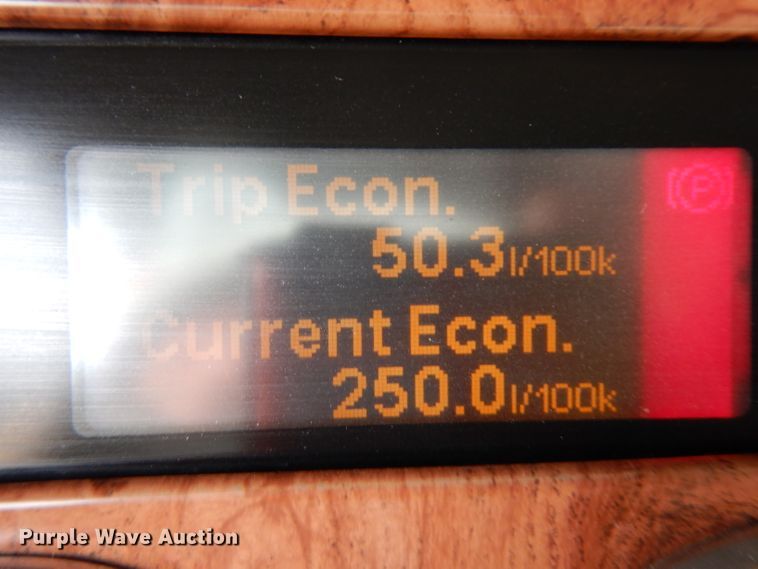 Trip Econ.
50.3l/100k
Current Econ.
250.0l/100k
(P)
Purple Wave Auction